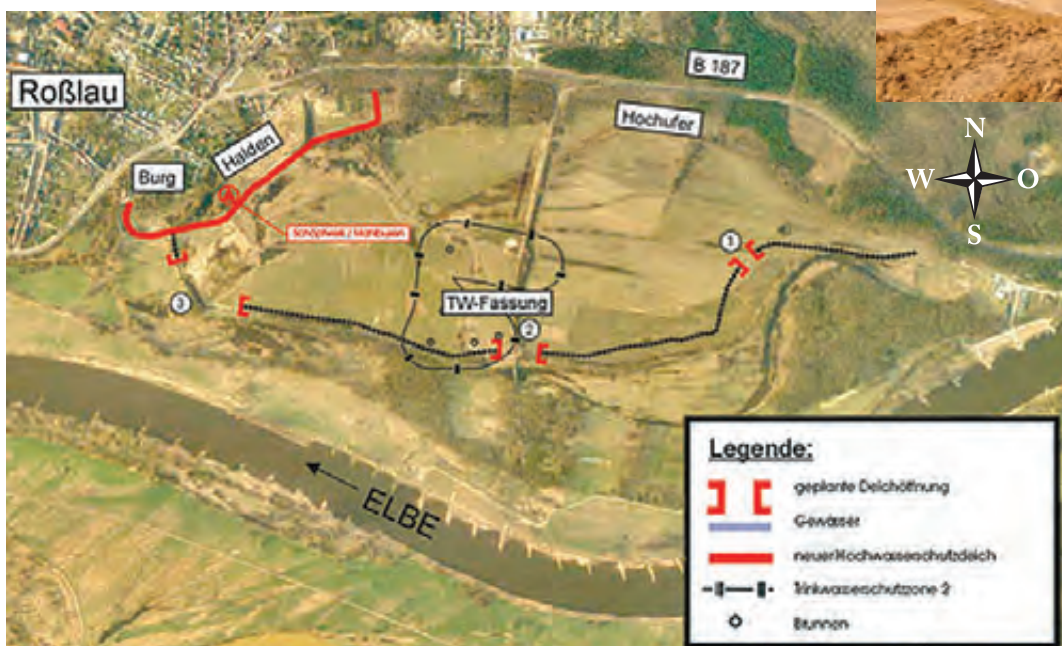 B 187
Roßlau
Hochufer
N
Halden
W
O
Burg
S
1
TW-Fassung
3
2
Legende:
geplante Deichöffnung
Gewässer
ELBE
neuer Hochwasserschutzdeich
Trinkwasserschutzzone 2
Brunnen